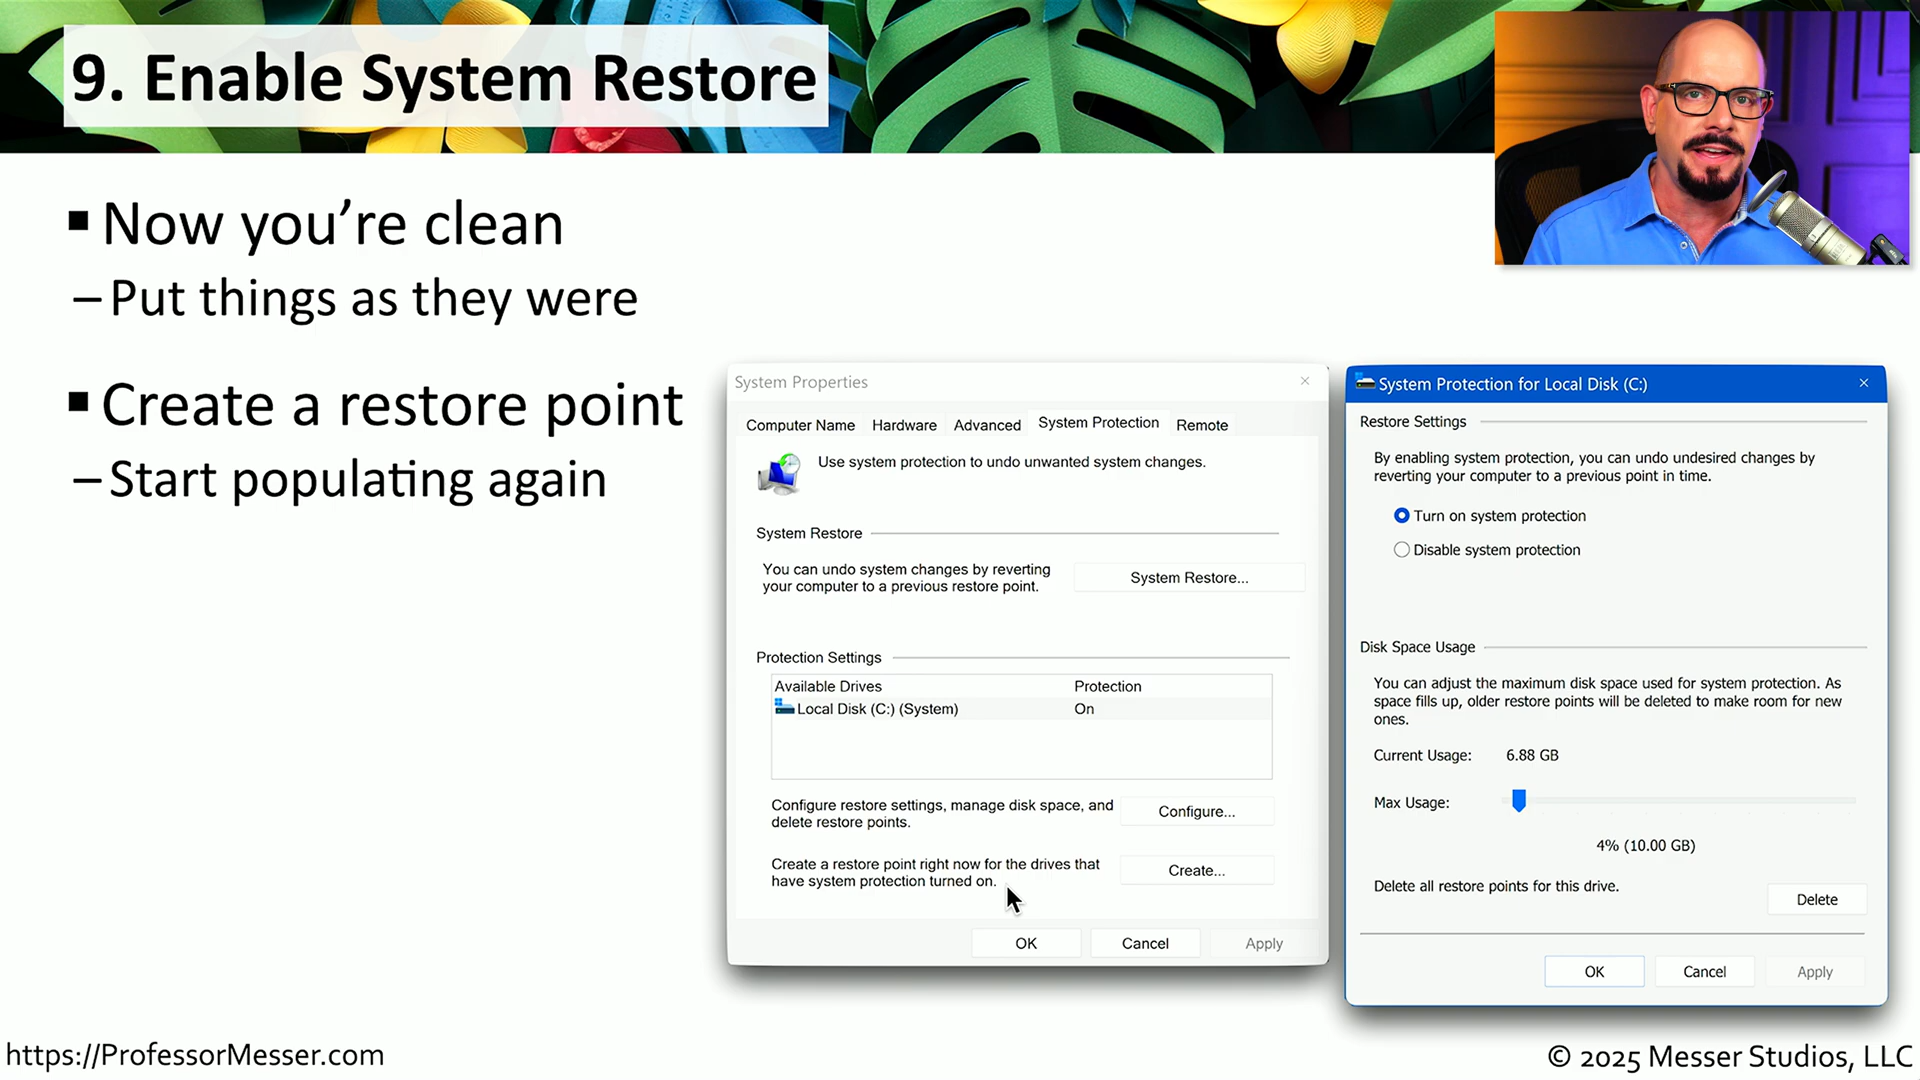 9. Enable System Restore
▪ Now you're clean
– Put things as they were
▪ Create a restore point
– Start populating again
System Properties
Computer Name Hardware Advanced System Protection Remote
Use system protection to undo unwanted system changes.
System Restore
You can undo system changes by reverting
your computer to a previous restore point.
System Restore...
Protection Settings
Available Drives Protection
Local Disk (C:) (System) On
Configure restore settings, manage disk space, and
delete restore points.
Configure...
Create a restore point right now for the drives that
have system protection turned on.
Create...
OK Cancel Apply
System Protection for Local Disk (C:)
Restore Settings
By enabling system protection, you can undo undesired changes by
reverting your computer to a previous point in time.
Turn on system protection
Disable system protection
Disk Space Usage
You can adjust the maximum disk space used for system protection. As
space fills up, older restore points will be deleted to make room for new
ones.
Current Usage: 6.88 GB
Max Usage:
4% (10.00 GB)
Delete all restore points for this drive.
Delete
OK Cancel Apply
https://ProfessorMesser.com
© 2025 Messer Studios, LLC